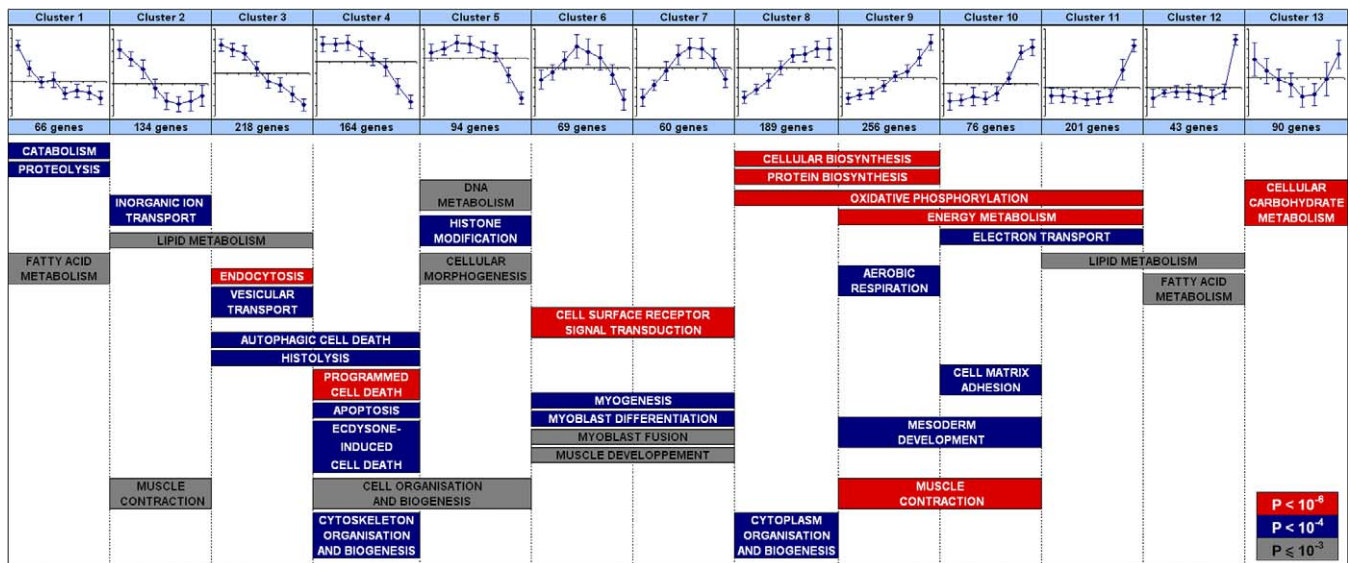 Cluster 1 Cluster 2 Cluster 3 Cluster 4 Cluster 5 Cluster 6 Cluster 7 Cluster 8 Cluster 9 Cluster 10 Cluster 11 Cluster 12 Cluster 13
66 genes 134 genes 218 genes 164 genes 94 genes 69 genes 60 genes 189 genes 256 genes 76 genes 201 genes 43 genes 90 genes
CATABOLISM
PROTEOLYSIS
CELLULAR BIOSYNTHESIS
PROTEIN BIOSYNTHESIS
INORGANIC ION
TRANSPORT
DNA
METABOLISM
OXIDATIVE PHOSPHORYLATION
CELLULAR
CARBOHYDRATE
METABOLISM
HISTONE
MODIFICATION
ENERGY METABOLISM
LIPID METABOLISM
ELECTRON TRANSPORT
FATTY ACID
METABOLISM
ENDOCYTOSIS
CELLULAR
MORPHOGENESIS
AEROBIC
RESPIRATION
LIPID METABOLISM
FATTY ACID
METABOLISM
VESICULAR
TRANSPORT
CELL SURFACE RECEPTOR
SIGNAL TRANSDUCTION
AUTOPHAGIC CELL DEATH
HISTOLYSIS
PROGRAMMED
CELL DEATH
CELL MATRIX
ADHESION
APOPTOSIS
MYOGENESIS
MYOBLAST DIFFERENTIATION
ECDYSONE-
INDUCED
CELL DEATH
MYOBLAST FUSION
MUSCLE DEVELOPPEMENT
MESODERM
DEVELOPMENT
MUSCLE
CONTRACTION
CELL ORGANISATION
AND BIOGENESIS
MUSCLE
CONTRACTION
CYTOSKELETON
ORGANISATION
AND BIOGENESIS
CYTOPLASM
ORGANISATION
AND BIOGENESIS
P < 10⁻⁶
P < 10⁻⁴
P ⩽ 10⁻³